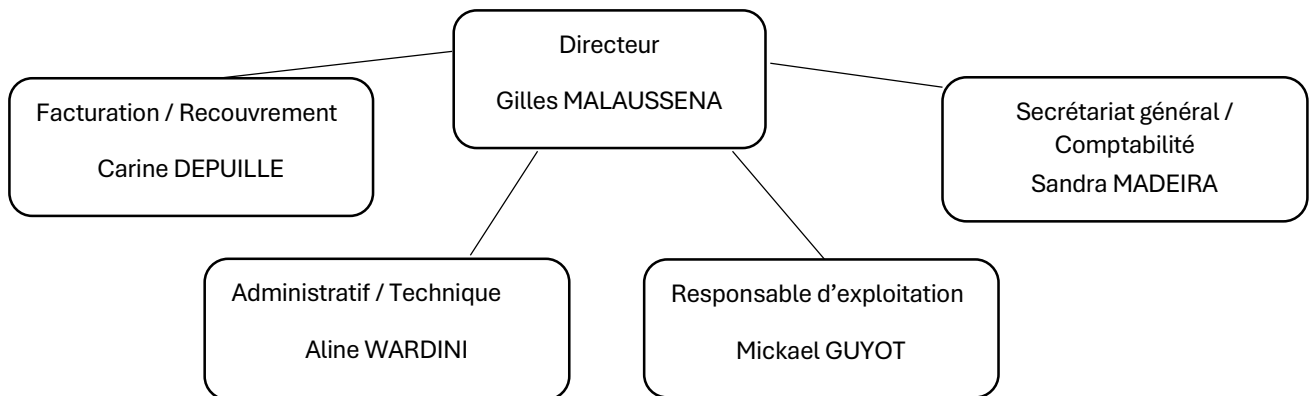 Directeur
Gilles MALAUSSENA
Facturation / Recouvrement
Carine DEPUILLE
Secrétariat général /
Comptabilité
Sandra MADEIRA
Administratif / Technique
Aline WARDINI
Responsable d’exploitation
Mickael GUYOT